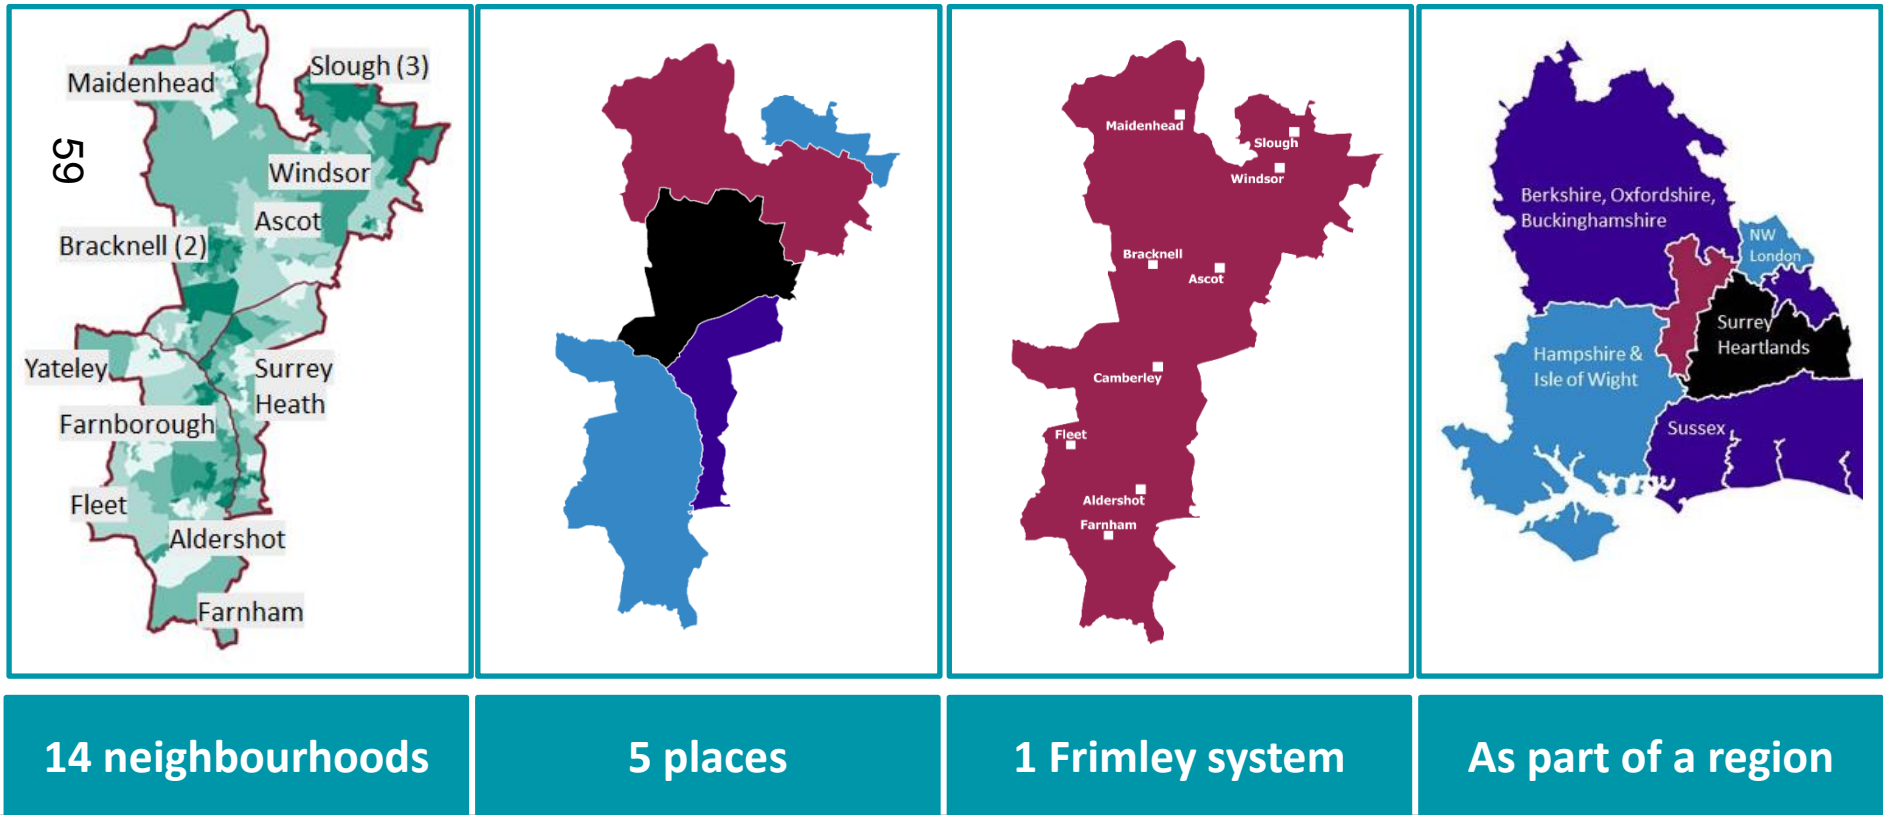 Maidenhead
Slough (3)
59
Windsor
Ascot
Bracknell (2)
Yateley
Surrey
Heath
Farnborough
Fleet
Aldershot
Farnham
14 neighbourhoods
5 places
Maidenhead
Slough
Windsor
Bracknell
Ascot
Camberley
Fleet
Aldershot
Farnham
1 Frimley system
Berkshire, Oxfordshire,
Buckinghamshire
NW
London
Surrey
Heartlands
Hampshire &
Isle of Wight
Sussex
As part of a region